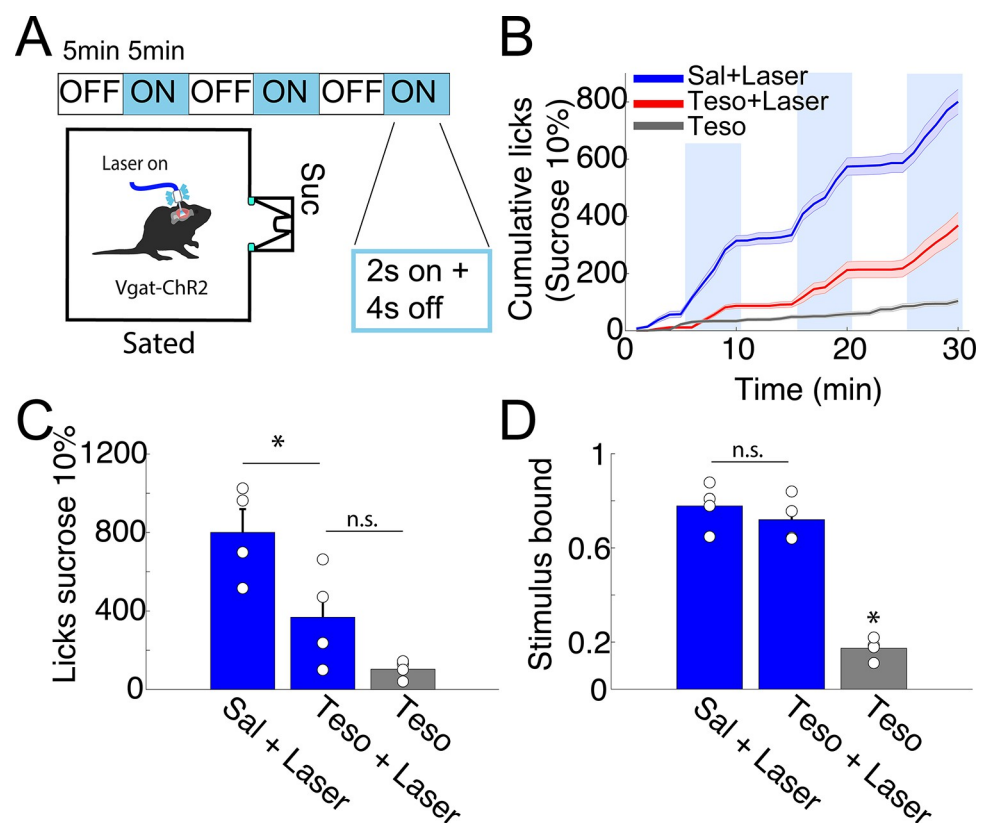 A
5min 5min
OFF ON OFF ON OFF ON
Laser on
Suc
Vgat-ChR2
Sated
2s on +
4s off
B
Sal+Laser
Teso+Laser
Teso
Cumulative licks
(Sucrose 10%)
800
600
400
200
0
0
10
20
30
Time (min)
C
Licks sucrose 10%
1200
800
400
0
*
n.s.
Sal + Laser
Teso + Laser
Teso
D
Stimulus bound
1
0.6
0.2
0
n.s.
*
Sal + Laser
Teso + Laser
Teso